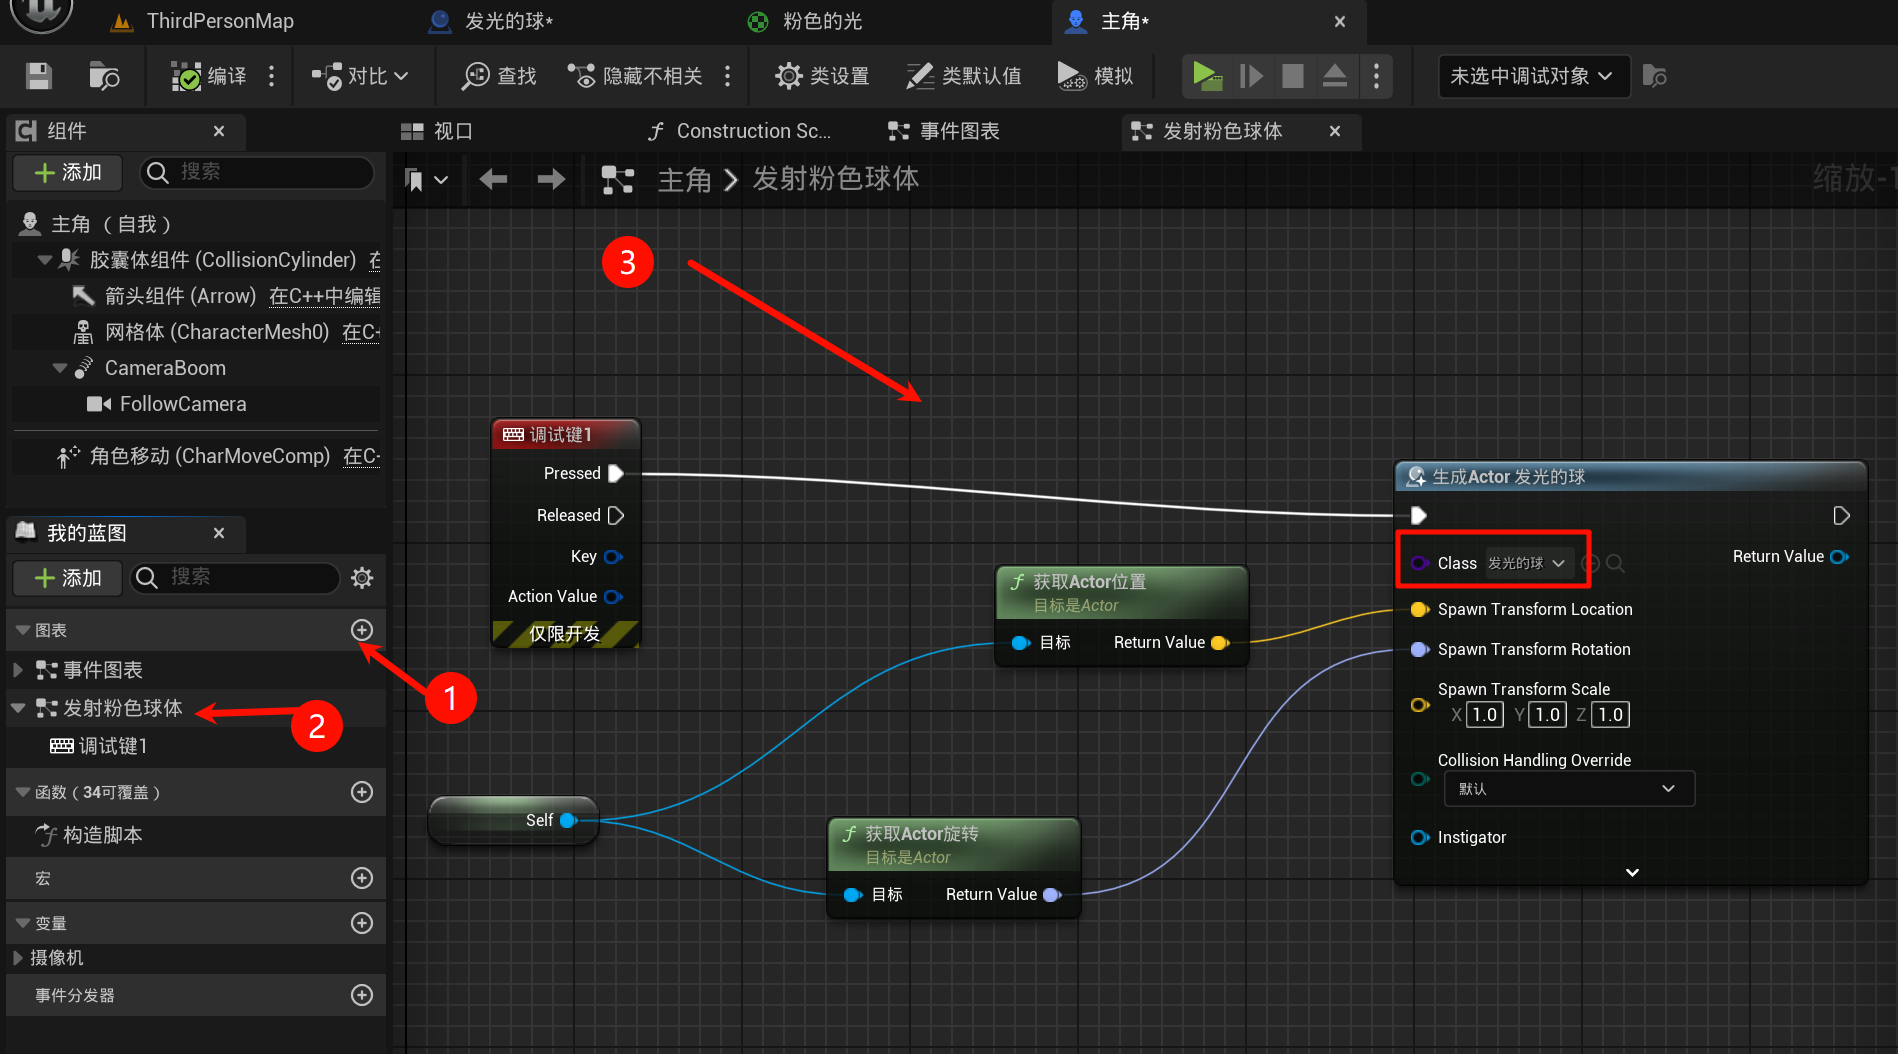 ThirdPersonMap
发光的球*
粉色的光
主角*
编译
对比
查找
隐藏不相关
类设置
类默认值
模拟
未选中调试对象
组件
视口
Construction Sc...
事件图表
发射粉色球体
添加
搜索
主角
发射粉色球体
缩放-1
主角 （自我）
胶囊体组件 (CollisionCylinder) 在
箭头组件 (Arrow) 在C++中编辑
网格体 (CharacterMesh0) 在C+
CameraBoom
FollowCamera
角色移动 (CharMoveComp) 在C-
我的蓝图
添加
搜索
图表
事件图表
发射粉色球体
调试键1
函数（34可覆盖）
构造脚本
宏
变量
摄像机
事件分发器
1
2
3
调试键1
Pressed
Released
Key
Action Value
仅限开发
Self
获取Actor位置
目标是Actor
目标
Return Value
获取Actor旋转
目标是Actor
目标
Return Value
生成Actor 发光的球
Class 发光的球
Return Value
Spawn Transform Location
Spawn Transform Rotation
Spawn Transform Scale
X 1.0 Y 1.0 Z 1.0
Collision Handling Override
默认
Instigator